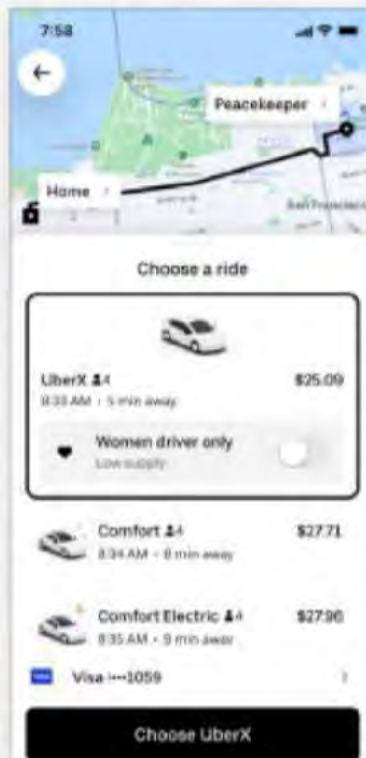 7:58
Peacekeeper
Home
San Francisco
Choose a ride
UberX 4 $25.09
8:33 AM · 5 min away
Women driver only
Low supply
Comfort 4 $27.71
8:34 AM · 8 min away
Comfort Electric 4 $27.96
8:35 AM · 9 min away
VISA Visa ····1059
Choose UberX